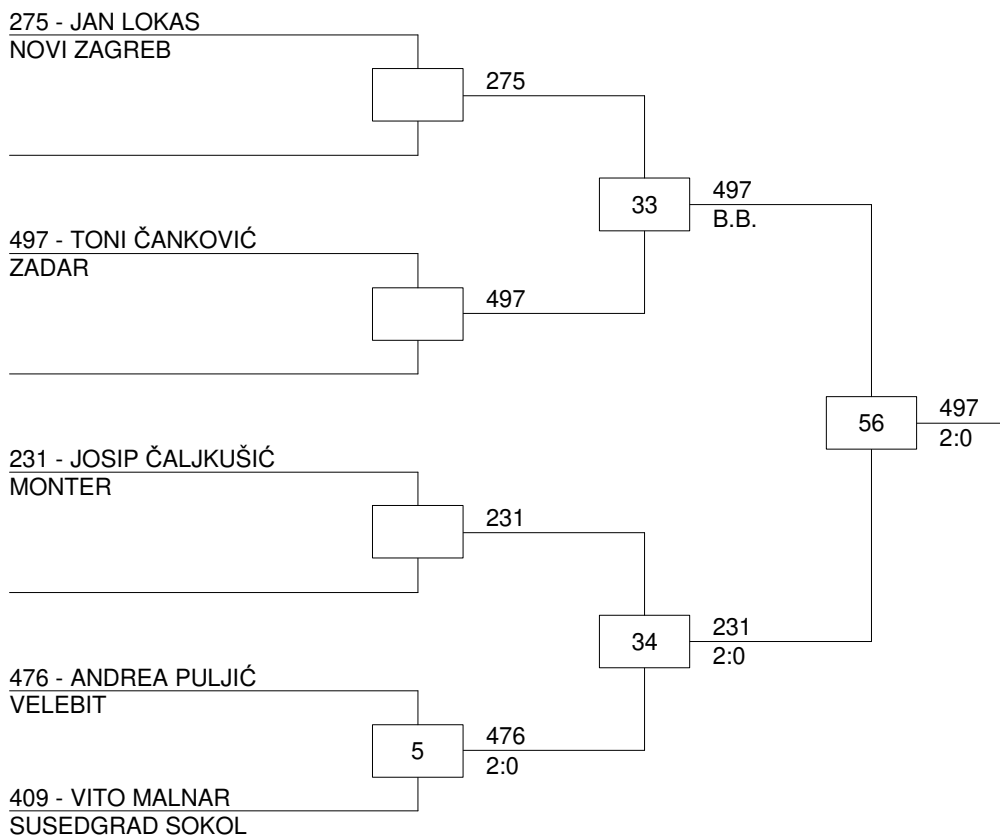 275 - JAN LOKAS
NOVI ZAGREB
275
33
497
B.B.
497 - TONI ČANKOVIĆ
ZADAR
497
56
497
2:0
231 - JOSIP ČALJKUŠIĆ
MONTER
231
34
231
2:0
476 - ANDREA PULJIĆ
VELEBIT
5
476
2:0
409 - VITO MALNAR
SUSEDGRAD SOKOL